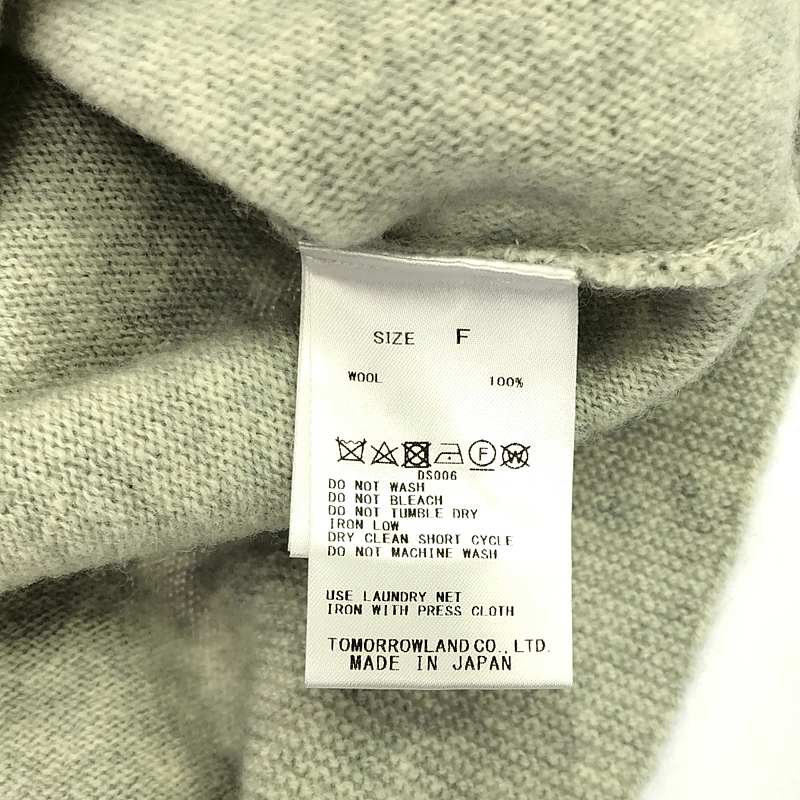 SIZE F
WOOL 100%
F W
DS006
DO NOT WASH
DO NOT BLEACH
DO NOT TUMBLE DRY
IRON LOW
DRY CLEAN SHORT CYCLE
DO NOT MACHINE WASH
USE LAUNDRY NET
IRON WITH PRESS CLOTH
TOMORROWLAND CO., LTD.
MADE IN JAPAN